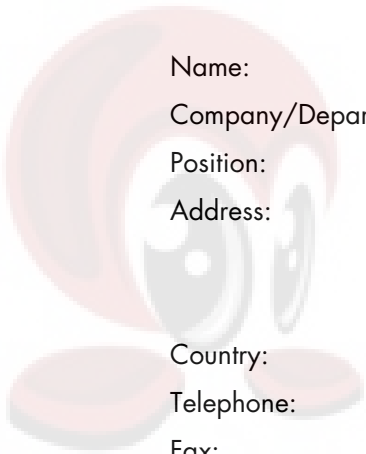 Name:
Company/Depar
Position:
Address:
Country:
Telephone:
Fax: